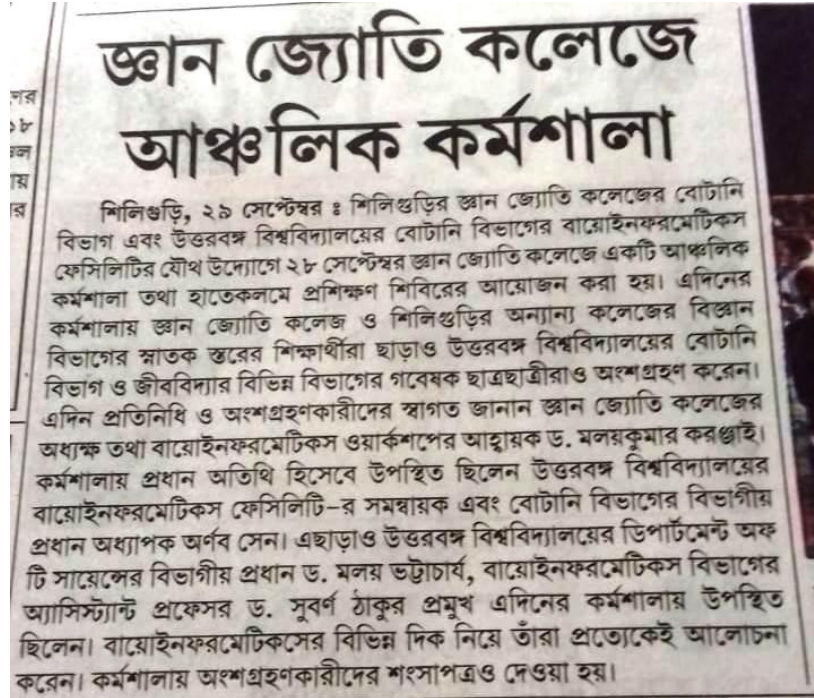 জ্ঞান জ্যোতি কলেজে
আঞ্চলিক কর্মশালা
শিলিগুড়ি, ২৯ সেপ্টেম্বর ঃ শিলিগুড়ির জ্ঞান জ্যোতি কলেজের বোটানি
বিভাগ এবং উত্তরবঙ্গ বিশ্ববিদ্যালয়ের বোটানি বিভাগের বায়োইনফরমেটিকস
ফেসিলিটির যৌথ উদ্যোগে ২৮ সেপ্টেম্বর জ্ঞান জ্যোতি কলেজে একটি আঞ্চলিক
কর্মশালা তথা হাতেকলমে প্রশিক্ষণ শিবিরের আয়োজন করা হয়। এদিনের
কর্মশালায় জ্ঞান জ্যোতি কলেজ ও শিলিগুড়ির অন্যান্য কলেজের বিজ্ঞান
বিভাগের স্নাতক স্তরের শিক্ষার্থীরা ছাড়াও উত্তরবঙ্গ বিশ্ববিদ্যালয়ের বোটানি
বিভাগ ও জীববিদ্যার বিভিন্ন বিভাগের গবেষক ছাত্রছাত্রীরাও অংশগ্রহণ করেন।
এদিন প্রতিনিধি ও অংশগ্রহণকারীদের স্বাগত জানান জ্ঞান জ্যোতি কলেজের
অধ্যক্ষ তথা বায়োইনফরমেটিকস ওয়ার্কশপের আহ্বায়ক ড. মলয়কুমার করঞ্জাই।
কর্মশালায় প্রধান অতিথি হিসেবে উপস্থিত ছিলেন উত্তরবঙ্গ বিশ্ববিদ্যালয়ের
বায়োইনফরমেটিকস ফেসিলিটি-র সমন্বায়ক এবং বোটানি বিভাগের বিভাগীয়
প্রধান অধ্যাপক অর্ণব সেন। এছাড়াও উত্তরবঙ্গ বিশ্ববিদ্যালয়ের ডিপার্টমেন্ট অফ
টি সায়েন্সের বিভাগীয় প্রধান ড. মলয় ভট্টাচার্য, বায়োইনফরমেটিকস বিভাগের
অ্যাসিস্ট্যান্ট প্রফেসর ড. সুবর্ণ ঠাকুর প্রমুখ এদিনের কর্মশালায় উপস্থিত
ছিলেন। বায়োইনফরমেটিকসের বিভিন্ন দিক নিয়ে তাঁরা প্রত্যেকেই আলোচনা
করেন। কর্মশালায় অংশগ্রহণকারীদের শংসাপত্রও দেওয়া হয়।